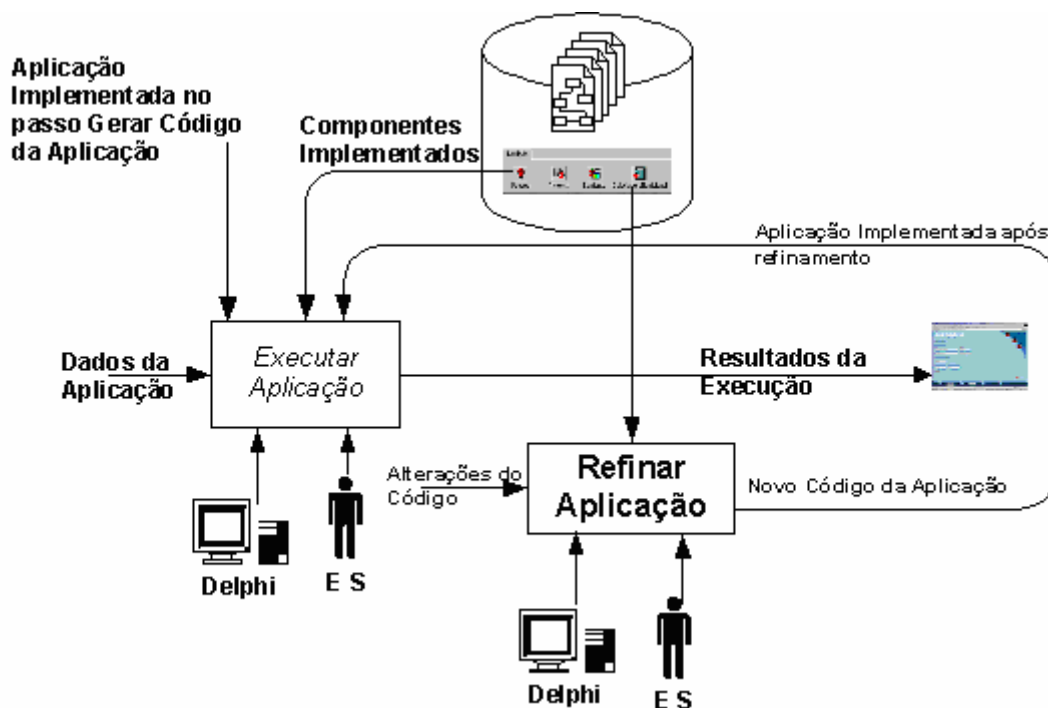 Aplicação
Implementada no
passo Gerar Código
da Aplicação
Componentes
Implementados
Aplicação Implementada após
refinamento
Dados da
Aplicação
Executar
Aplicação
Resultados da
Execução
Alterações do
Código
Refinar
Aplicação
Novo Código da Aplicação
Delphi
E S
Delphi
E S